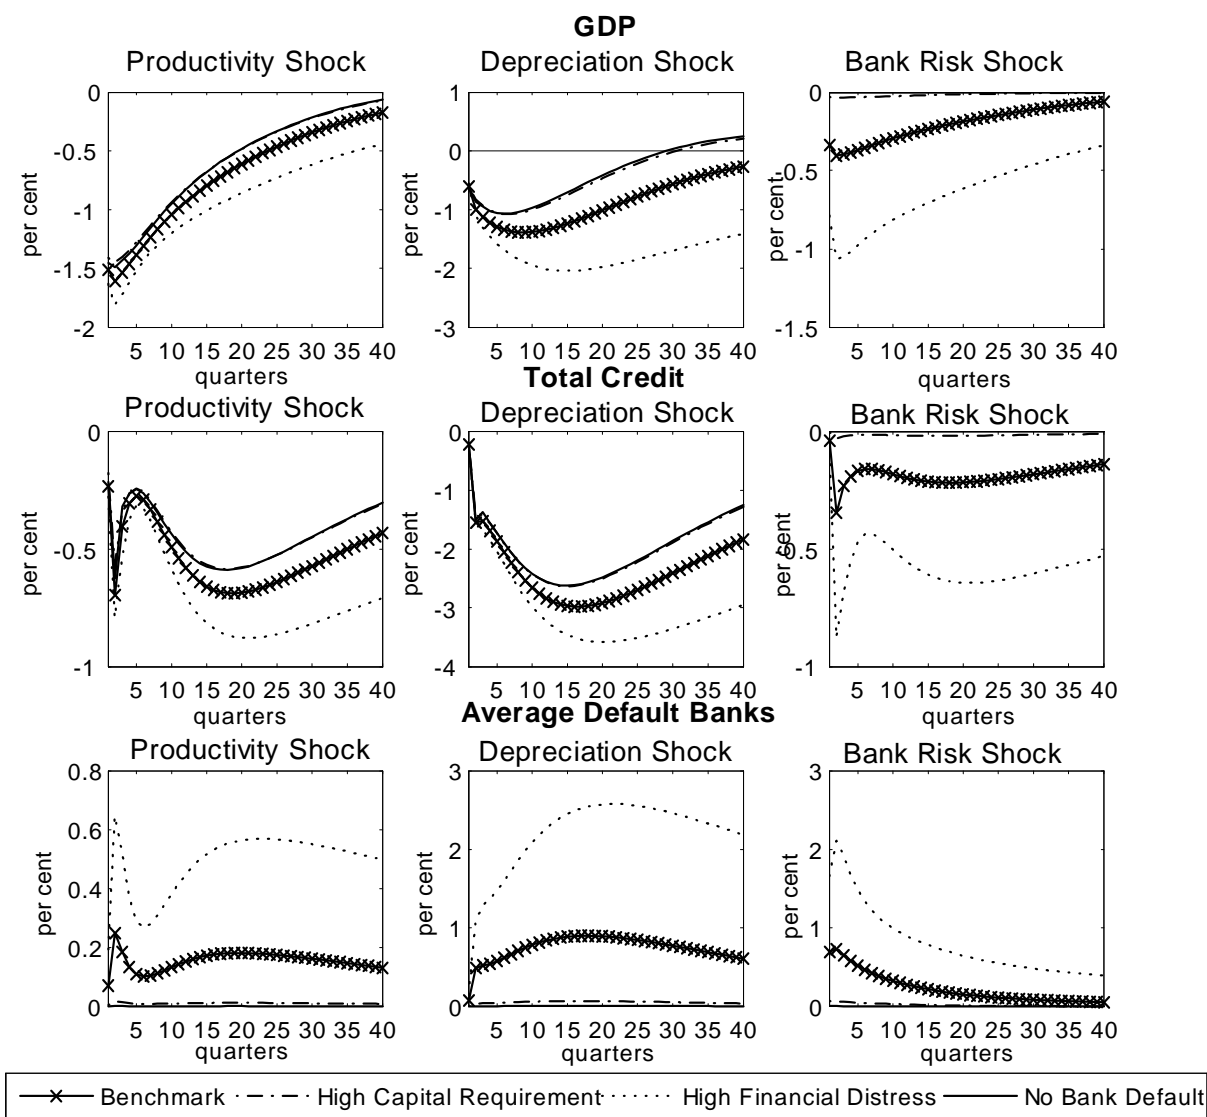 GDP
Productivity Shock Depreciation Shock Bank Risk Shock
per cent
0
-0.5
-1
-1.5
-2
5 10 15 20 25 30 35 40
quarters
per cent
1
0
-1
-2
-3
5 10 15 20 25 30 35 40
per cent
0
-0.5
-1
-1.5
5 10 15 20 25 30 35 40
Total Credit
Productivity Shock Depreciation Shock Bank Risk Shock
per cent
0
-0.5
-1
5 10 15 20 25 30 35 40
quarters
per cent
0
-1
-2
-3
-4
5 10 15 20 25 30 35 40
quarters
per cent
0
-0.5
-1
5 10 15 20 25 30 35 40
quarters
Average Default Banks
Productivity Shock Depreciation Shock Bank Risk Shock
per cent
0.8
0.6
0.4
0.2
0
5 10 15 20 25 30 35 40
quarters
per cent
3
2
1
0
5 10 15 20 25 30 35 40
quarters
per cent
3
2
1
0
5 10 15 20 25 30 35 40
quarters
Benchmark High Capital Requirement High Financial Distress No Bank Default